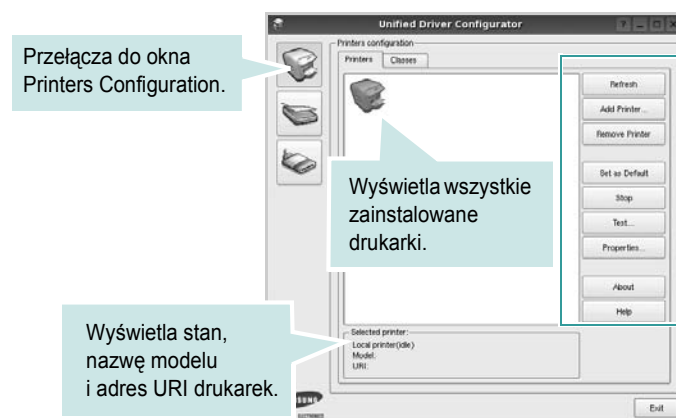 Unified Driver Configurator
Przełącza do okna
Printers Configuration.
Printers configuration
Printers Classes
Refresh
Add Printer...
Remove Printer
Set as Default
Stop
Test...
Properties...
About
Help
Wyświetla wszystkie
zainstalowane
drukarki.
Wyświetla stan,
nazwę modelu
i adres URI drukarek.
Selected printer:
Local printer(idle)
Model:
URI:
Exit